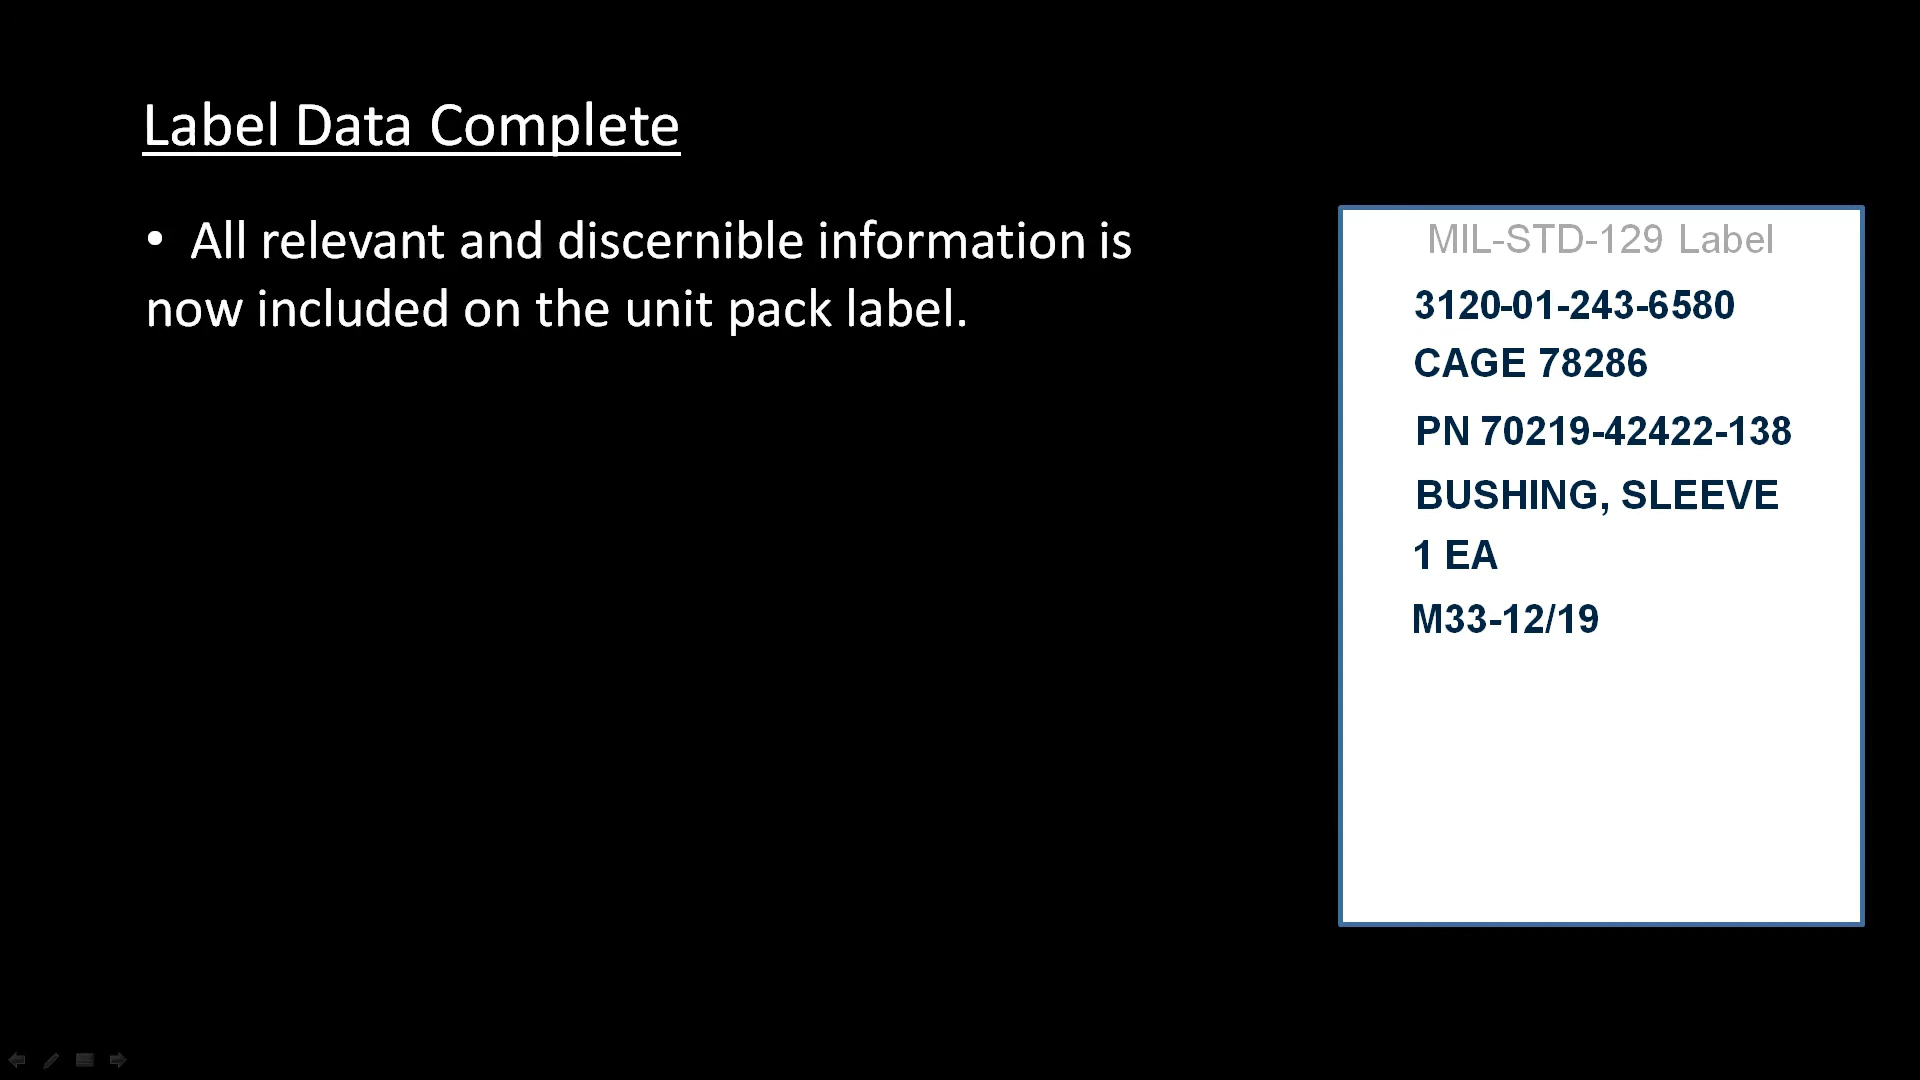 Label Data Complete
• All relevant and discernible information is
now included on the unit pack label.
MIL-STD-129 Label
3120-01-243-6580
CAGE 78286
PN 70219-42422-138
BUSHING, SLEEVE
1 EA
M33-12/19